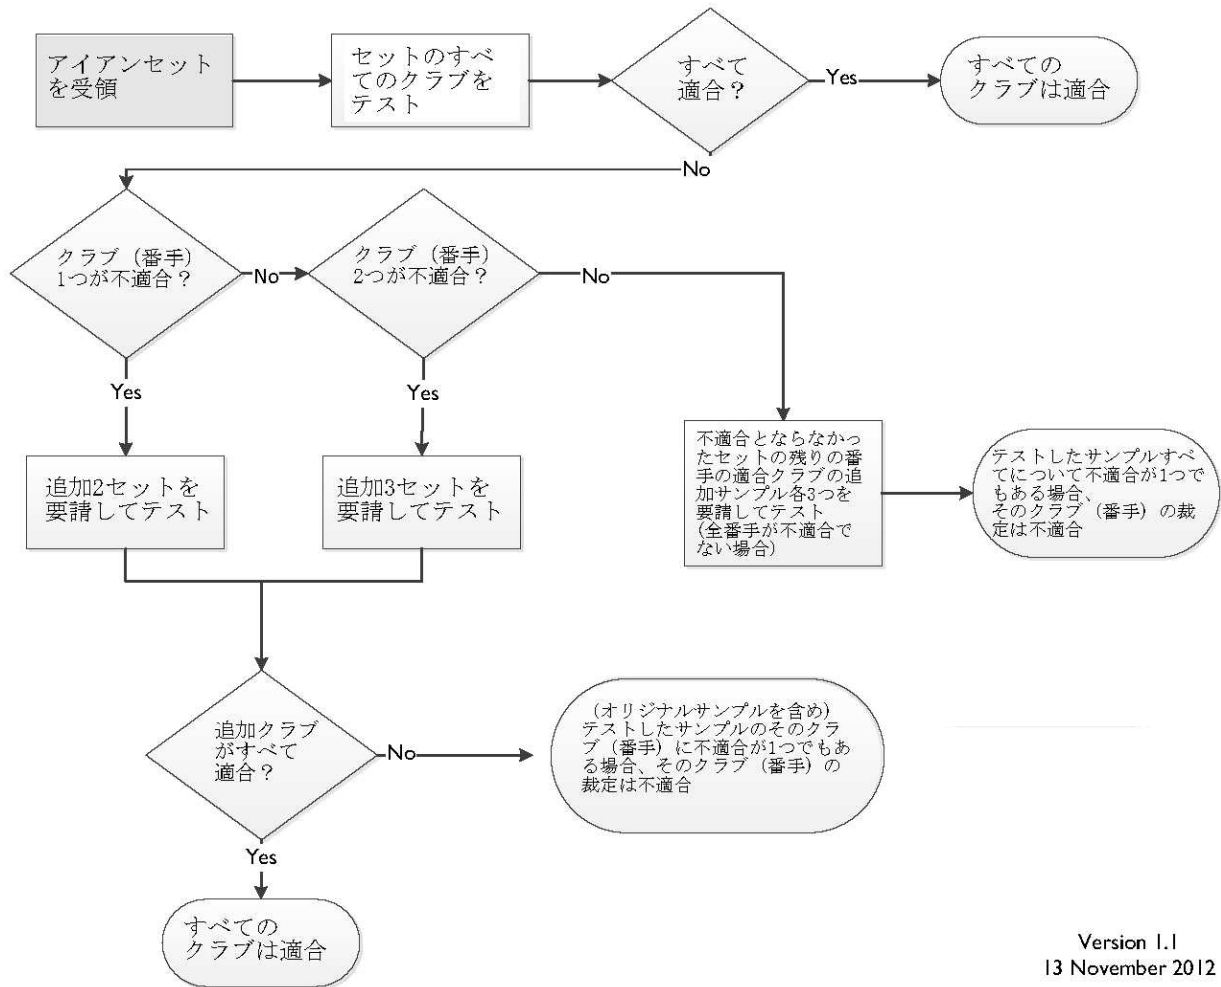 アイアンセット
を受領
セットのすべ
てのクラブを
テスト
すべて
適合？
Yes
すべての
クラブは適合
No
クラブ（番手）
1つが不適合？
No
クラブ（番手）
2つが不適合？
No
Yes
Yes
追加2セットを
要請してテスト
追加3セットを
要請してテスト
不適合とならなかっ
たセットの残りの番
手の適合クラブの追
加サンプル各3つを
要請してテスト
(全番手が不適合で
ない場合)
テストしたサンプルすべ
てについて不適合が1つで
もある場合、
そのクラブ（番手）の裁
定は不適合
追加クラブ
がすべて
適合？
No
（オリジナルサンプルを含め）
テストしたサンプルのそのクラ
ブ（番手）に不適合が1つでもあ
る場合、そのクラブ（番手）の
裁定は不適合
Yes
すべての
クラブは適合
Version 1.1
13 November 2012